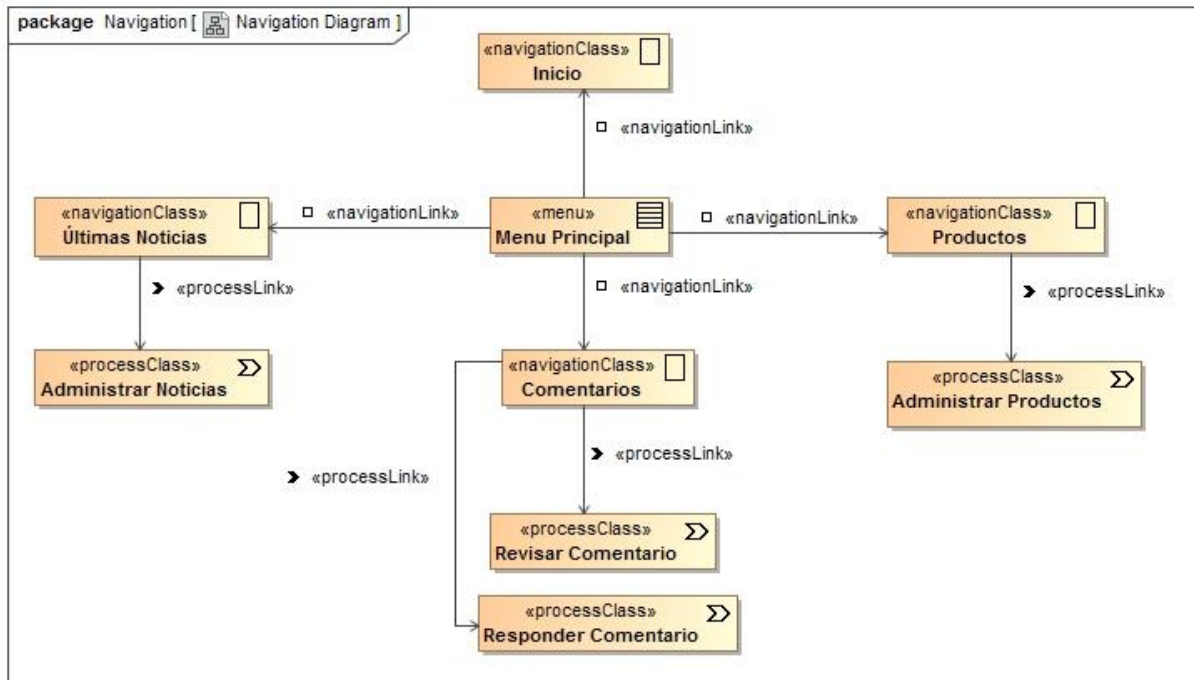 package Navigation [ Navigation Diagram ]
«navigationClass»
Inicio
«navigationLink»
«navigationClass»
Últimas Noticias
«navigationLink»
«menu»
Menu Principal
«navigationLink»
«navigationClass»
Productos
«processLink»
«navigationLink»
«processLink»
«processClass»
Administrar Noticias
«navigationClass»
Comentarios
«processClass»
Administrar Productos
«processLink»
«processLink»
«processClass»
Revisar Comentario
«processClass»
Responder Comentario